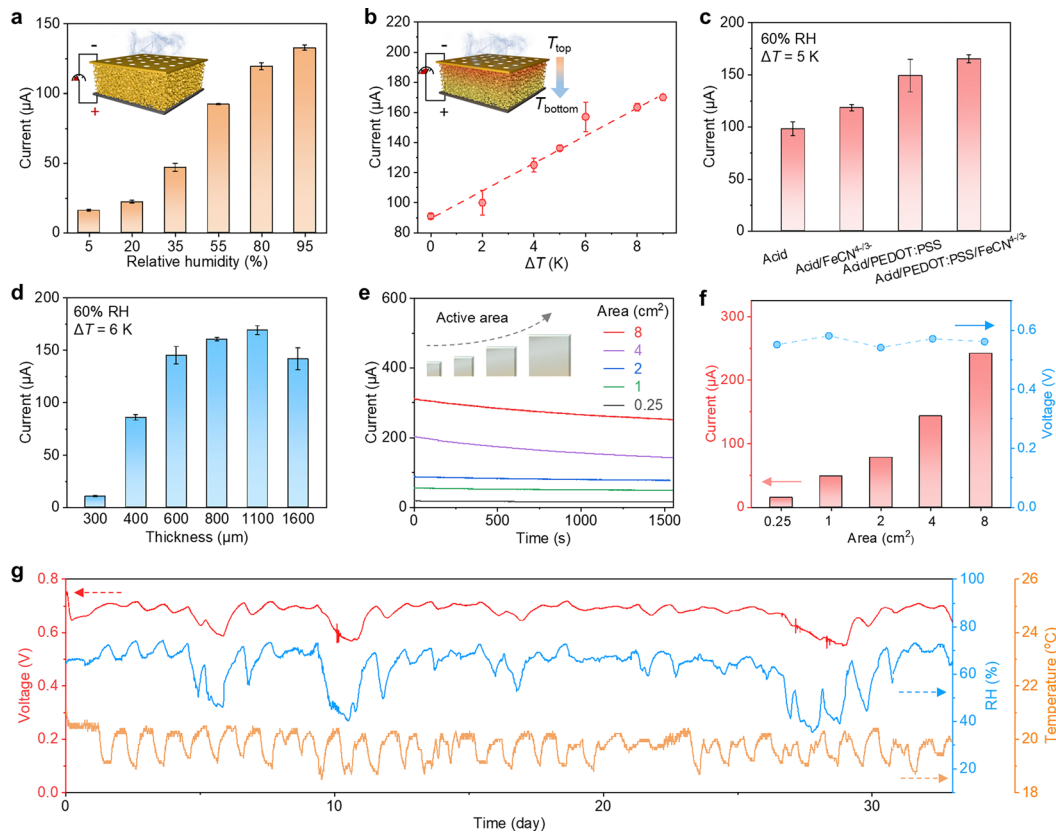 a
150
100
50
0
Current (µA)
-
+
5 20 35 55 80 95
Relative humidity (%)
b
220
200
180
160
140
120
100
80
Current (µA)
-
+
Ttop
Tbottom
0 2 4 6 8
ΔT (K)
c
60% RH
ΔT = 5 K
200
150
100
50
0
Current (µA)
Acid
Acid/FeCN4-/3-
Acid/PEDOT:PSS
Acid/PEDOT:PSS/FeCN4-/3-
d
60% RH
ΔT = 6 K
200
150
100
50
0
Current (µA)
300 400 600 800 1100 1600
Thickness (µm)
e
600
400
200
0
Current (µA)
Active area
Area (cm2)
8
4
2
1
0.25
0 500 1000 1500
Time (s)
f
300
200
100
0
Current (µA)
0.6
0.4
0.2
0.0
Voltage (V)
0.25 1 2 4 8
Area (cm2)
g
0.8
0.6
0.4
0.2
0.0
Voltage (V)
100
80
60
40
20
RH (%)
26
25
24
23
22
21
20
19
18
Temperature (ºC)
0 10 20 30
Time (day)